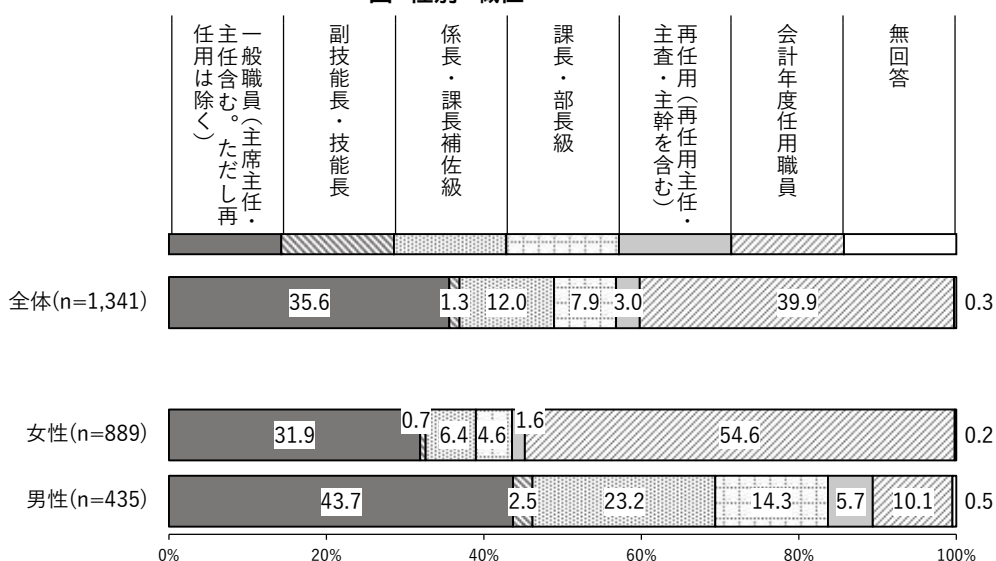 一般職員（主席主任・
主任含む。ただし再
任用は除く）
副技能長・技能長
係長・課長補佐級
課長・部長級
再任用（再任用主任・
主査・主幹を含む）
会計年度任用職員
無回答
全体(n=1,341)
35.6
1.3
12.0
7.9
3.0
39.9
0.3
女性(n=889)
31.9
0.7
6.4
4.6
1.6
54.6
0.2
男性(n=435)
43.7
2.5
23.2
14.3
5.7
10.1
0.5
0%
20%
40%
60%
80%
100%